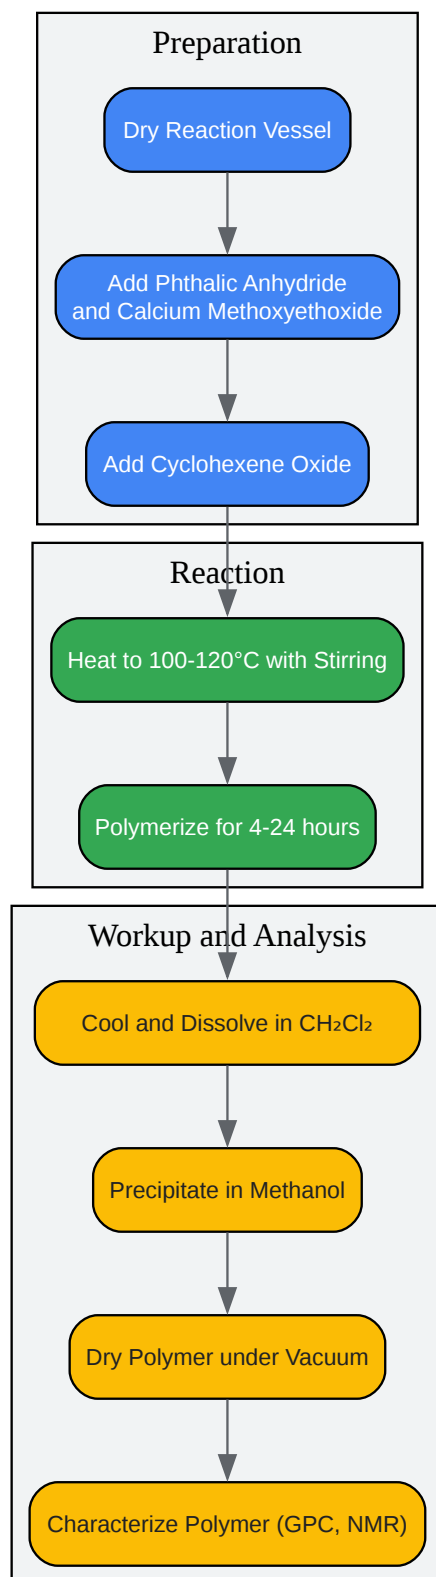 Preparation
Dry Reaction Vessel
Add Phthalic Anhydride
and Calcium Methoxyethoxide
Add Cyclohexene Oxide
Reaction
Heat to 100-120°C with Stirring
Polymerize for 4-24 hours
Workup and Analysis
Cool and Dissolve in CH₂Cl₂
Precipitate in Methanol
Dry Polymer under Vacuum
Characterize Polymer (GPC, NMR)